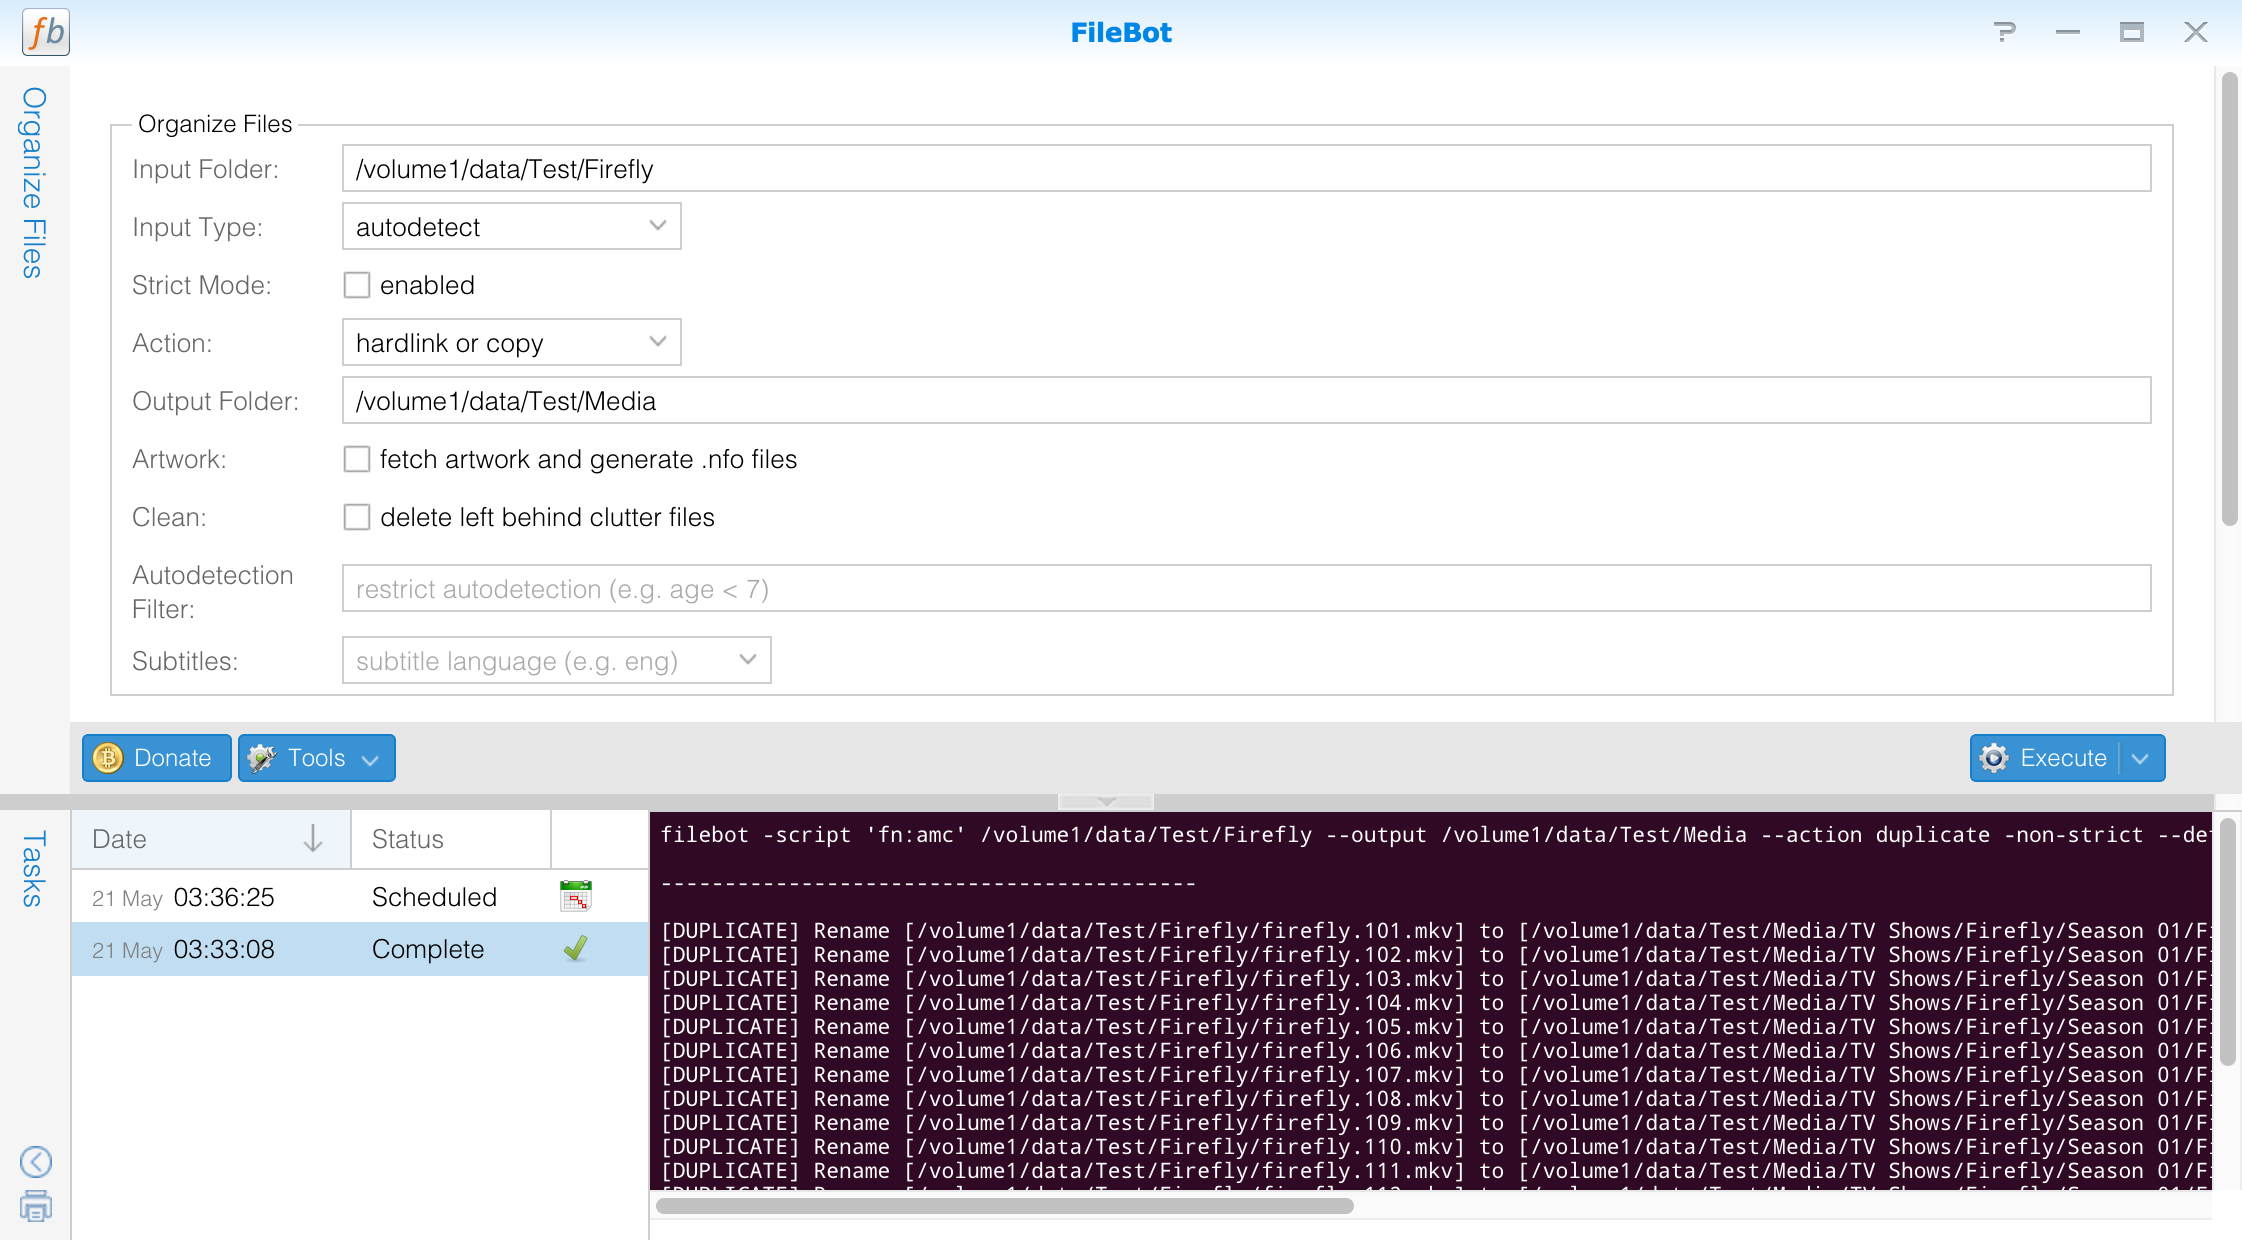 fb
FileBot
Organize Files
Organize Files
Input Folder: /volume1/data/Test/Firefly
Input Type: autodetect
Strict Mode: enabled
Action: hardlink or copy
Output Folder: /volume1/data/Test/Media
Artwork: fetch artwork and generate .nfo files
Clean: delete left behind clutter files
Autodetection
Filter:
restrict autodetection (e.g. age < 7)
Subtitles: subtitle language (e.g. eng)
Donate Tools Execute
Tasks
Date Status
21 May 03:36:25 Scheduled
21 May 03:33:08 Complete
filebot -script 'fn:amc' /volume1/data/Test/Firefly --output /volume1/data/Test/Media --action duplicate -non-strict --de
------------------------------------------
[DUPLICATE] Rename [/volume1/data/Test/Firefly/firefly.101.mkv] to [/volume1/data/Test/Media/TV Shows/Firefly/Season 01/F
[DUPLICATE] Rename [/volume1/data/Test/Firefly/firefly.102.mkv] to [/volume1/data/Test/Media/TV Shows/Firefly/Season 01/F
[DUPLICATE] Rename [/volume1/data/Test/Firefly/firefly.103.mkv] to [/volume1/data/Test/Media/TV Shows/Firefly/Season 01/F
[DUPLICATE] Rename [/volume1/data/Test/Firefly/firefly.104.mkv] to [/volume1/data/Test/Media/TV Shows/Firefly/Season 01/F
[DUPLICATE] Rename [/volume1/data/Test/Firefly/firefly.105.mkv] to [/volume1/data/Test/Media/TV Shows/Firefly/Season 01/F
[DUPLICATE] Rename [/volume1/data/Test/Firefly/firefly.106.mkv] to [/volume1/data/Test/Media/TV Shows/Firefly/Season 01/F
[DUPLICATE] Rename [/volume1/data/Test/Firefly/firefly.107.mkv] to [/volume1/data/Test/Media/TV Shows/Firefly/Season 01/F
[DUPLICATE] Rename [/volume1/data/Test/Firefly/firefly.108.mkv] to [/volume1/data/Test/Media/TV Shows/Firefly/Season 01/F
[DUPLICATE] Rename [/volume1/data/Test/Firefly/firefly.109.mkv] to [/volume1/data/Test/Media/TV Shows/Firefly/Season 01/F
[DUPLICATE] Rename [/volume1/data/Test/Firefly/firefly.110.mkv] to [/volume1/data/Test/Media/TV Shows/Firefly/Season 01/F
[DUPLICATE] Rename [/volume1/data/Test/Firefly/firefly.111.mkv] to [/volume1/data/Test/Media/TV Shows/Firefly/Season 01/F